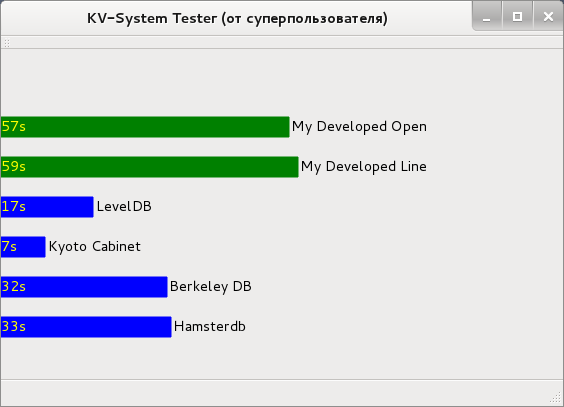 KV-System Tester (от суперпользователя)
57s My Developed Open
59s My Developed Line
17s LevelDB
7s Kyoto Cabinet
32s Berkeley DB
33s Hamsterdb